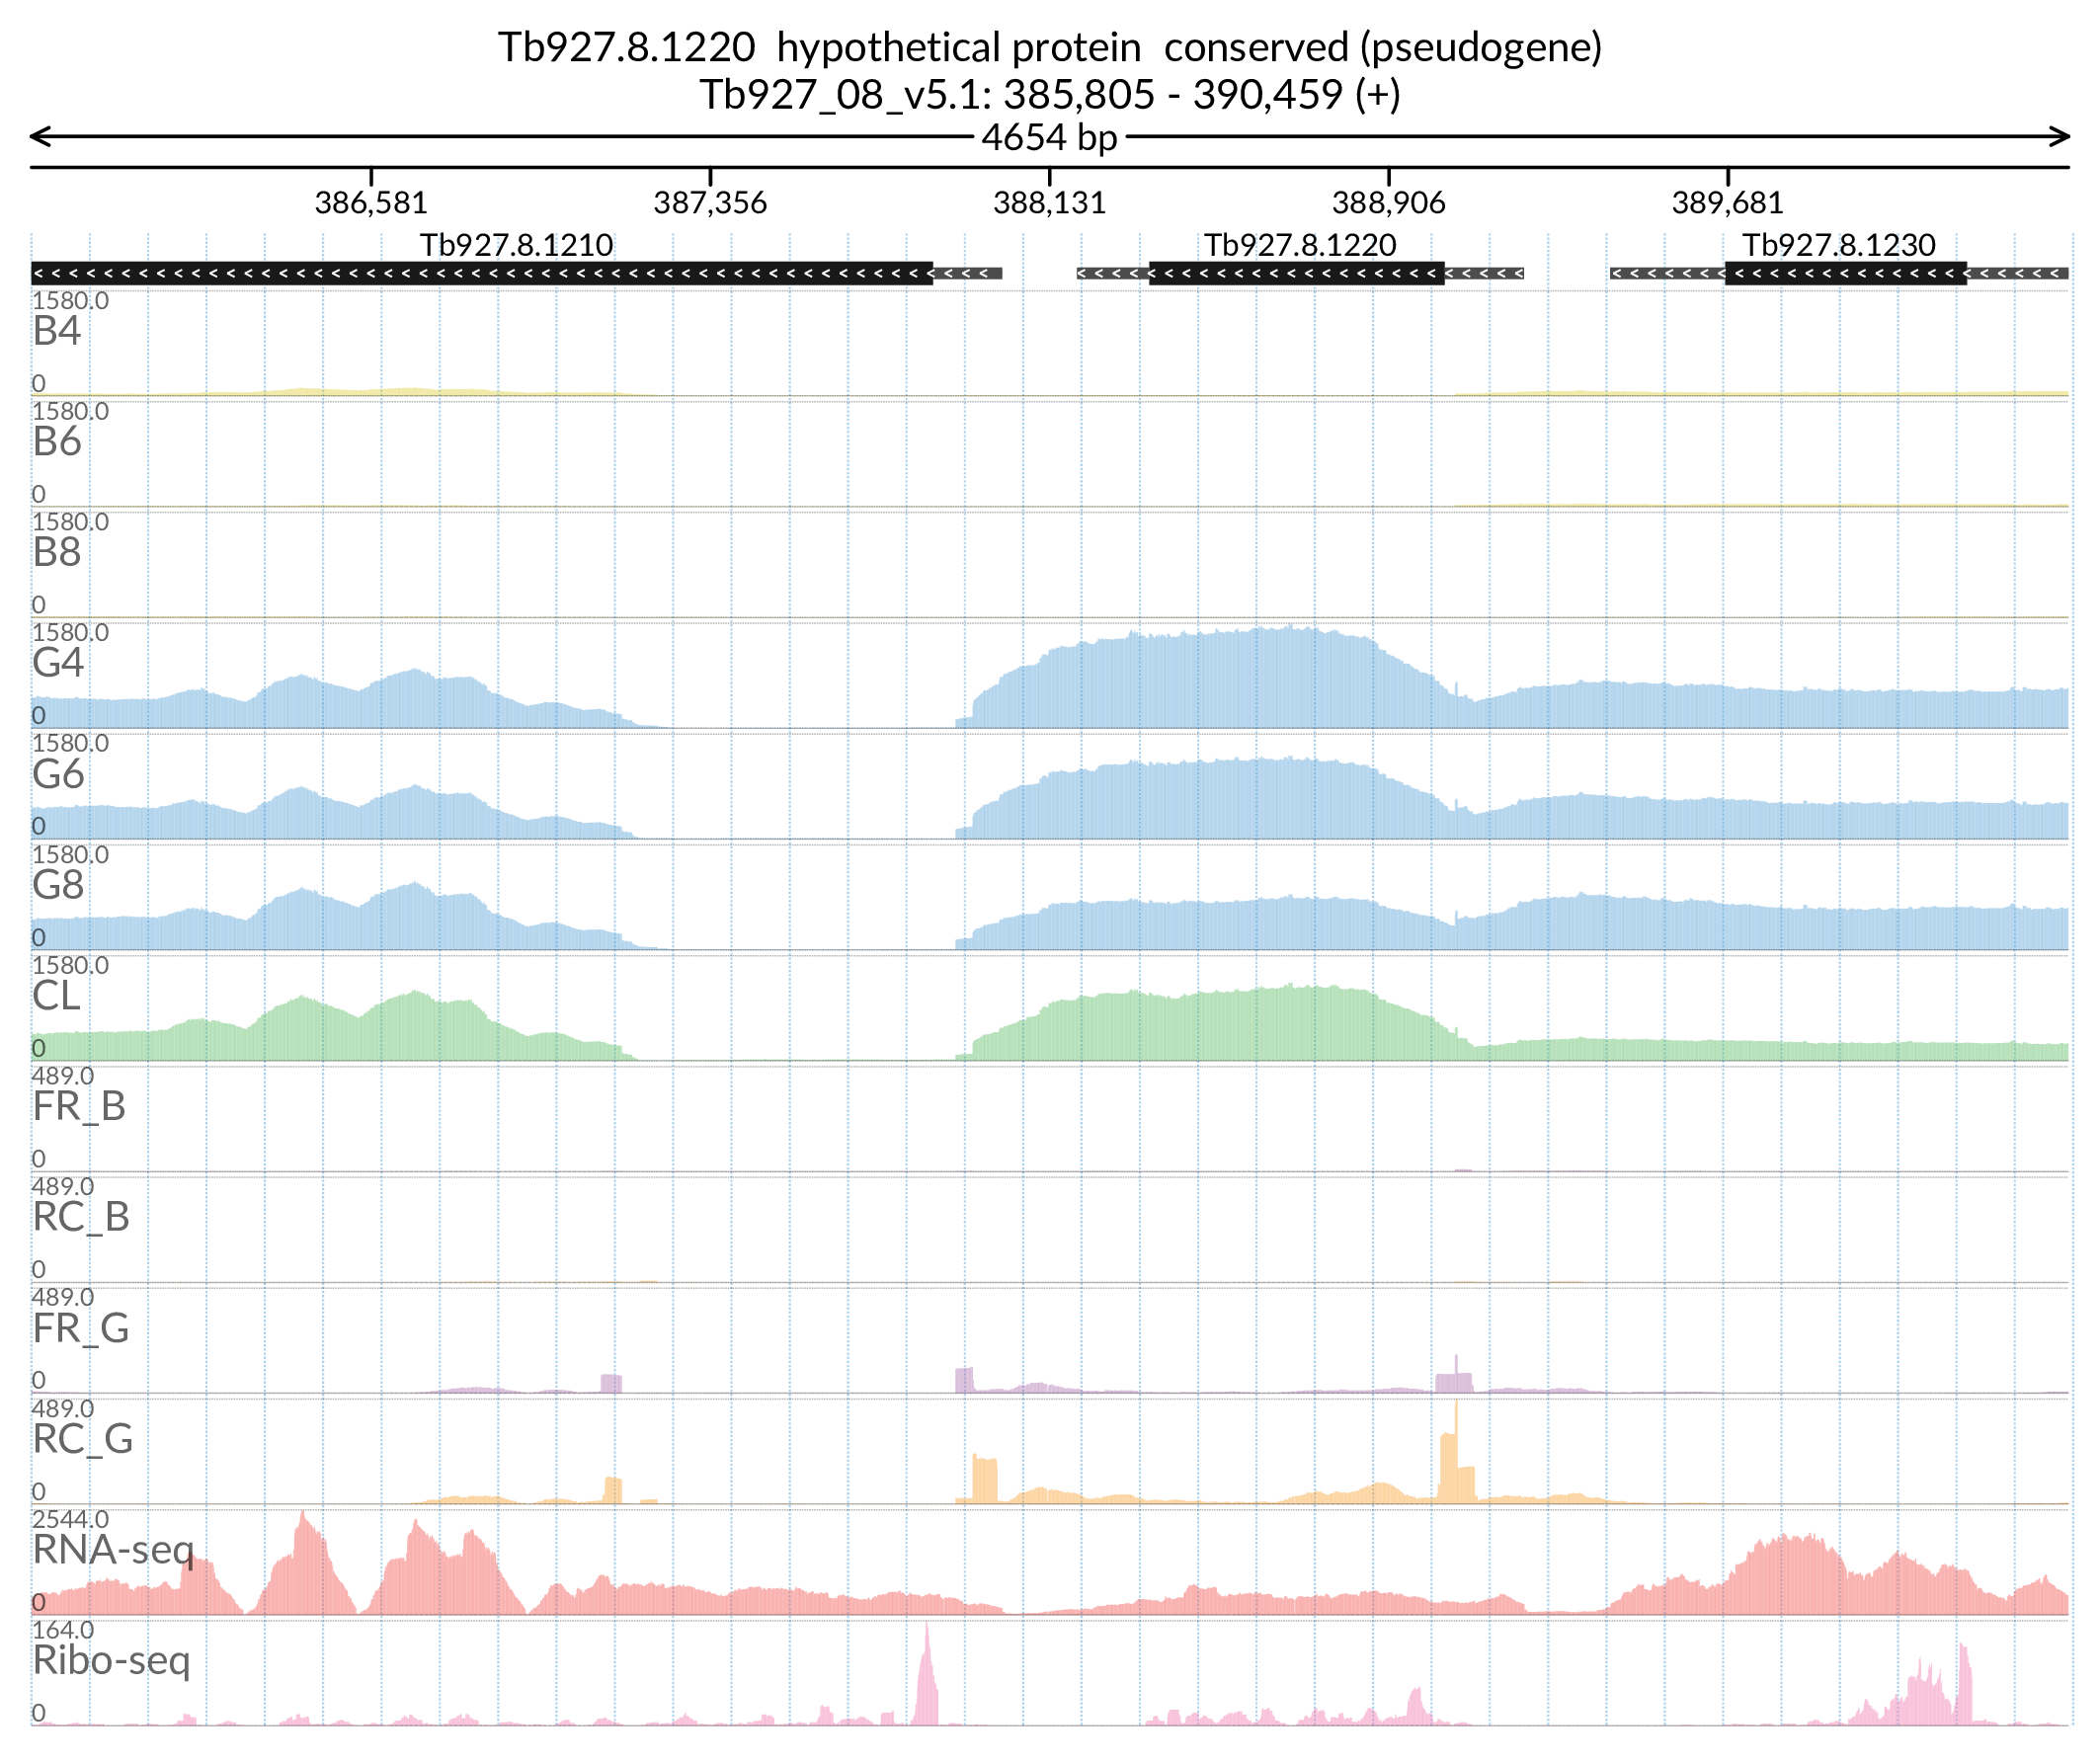 Tb927.8.1220  hypothetical protein  conserved (pseudogene)
Tb927_08_v5.1: 385,805 - 390,459 (+)
4654 bp
386,581 387,356 388,131 388,906 389,681
Tb927.8.1210 Tb927.8.1220 Tb927.8.1230
1580.0
B4
0
1580.0
B6
0
1580.0
B8
0
1580.0
G4
0
1580.0
G6
0
1580.0
G8
0
1580.0
CL
0
489.0
FR_B
0
489.0
RC_B
0
489.0
FR_G
0
489.0
RC_G
0
2544.0
RNA-seq
0
164.0
Ribo-seq
0